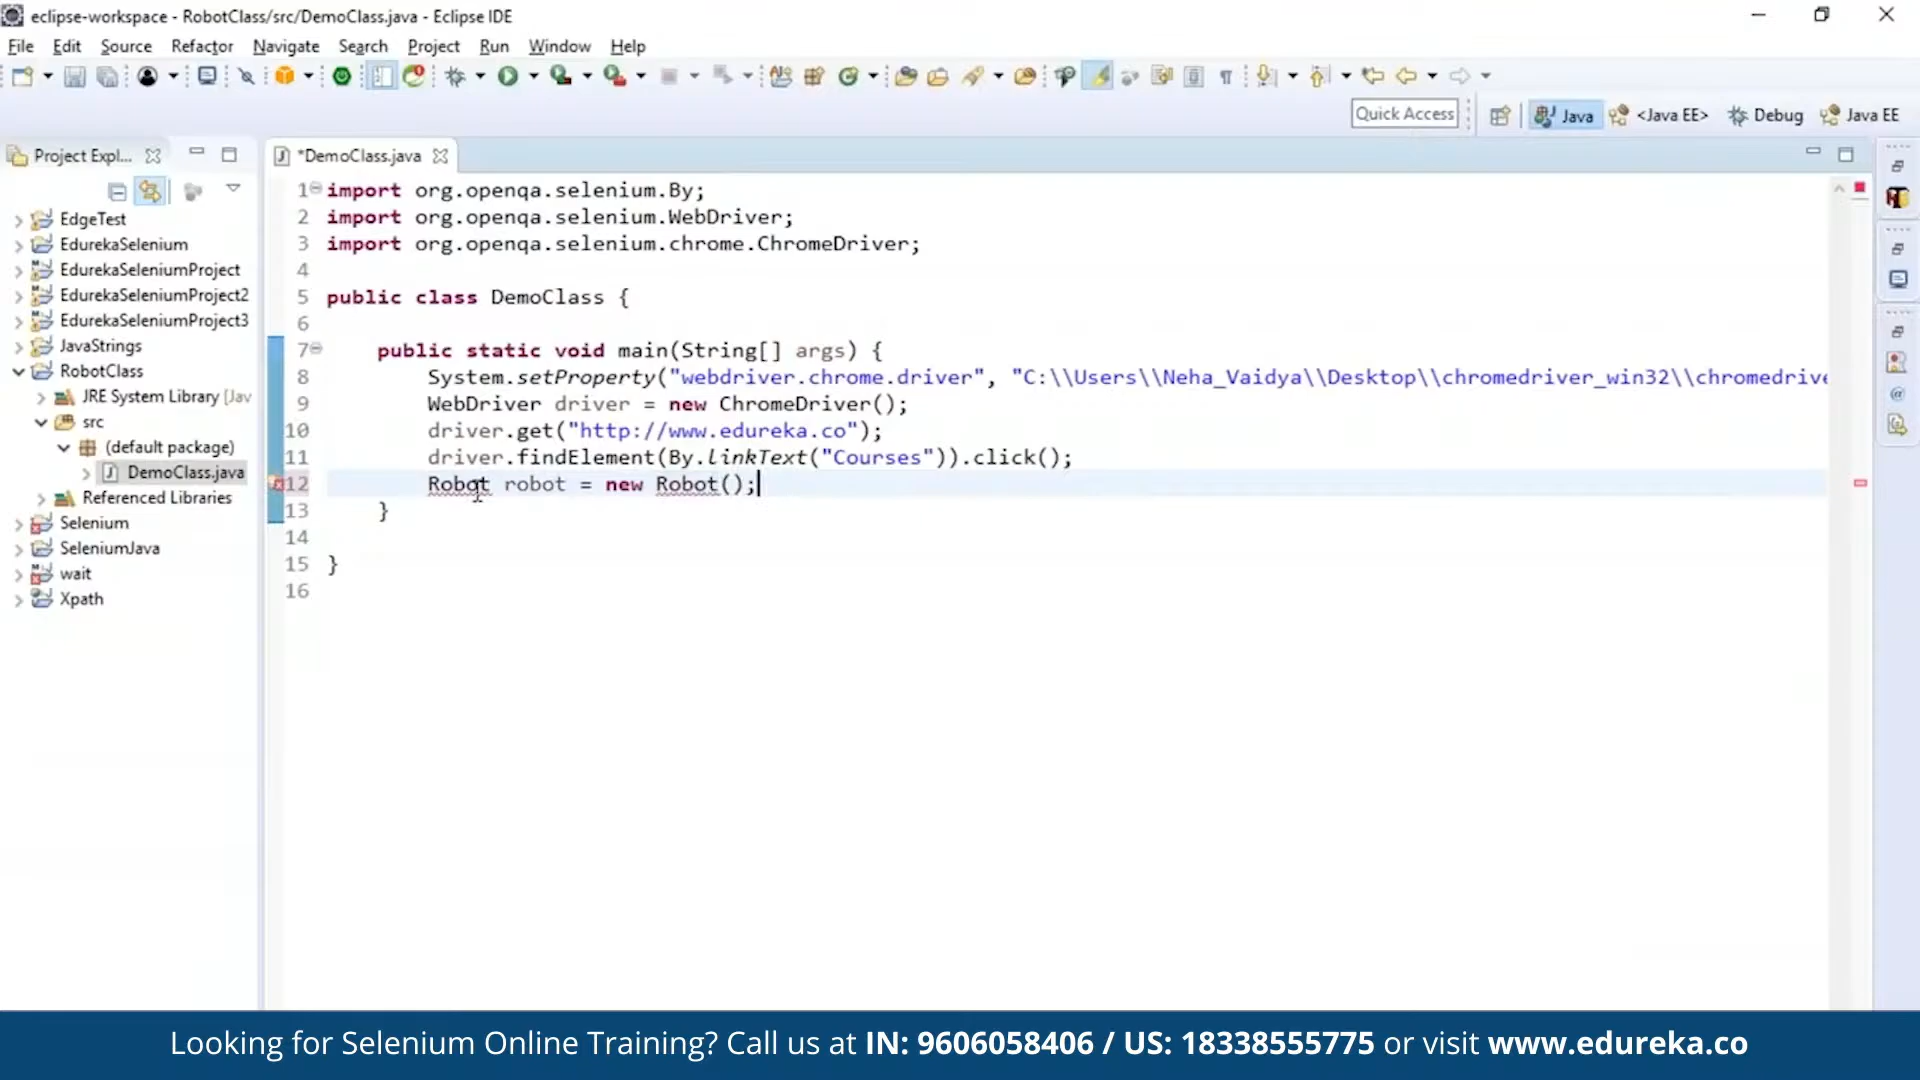 eclipse-workspace - RobotClass/src/DemoClass.java - Eclipse IDE
File Edit Source Refactor Navigate Search Project Run Window Help
Quick Access Java <Java EE> Debug Java EE
Project Expl...
EdgeTest
EdurekaSelenium
EdurekaSeleniumProject
EdurekaSeleniumProject2
EdurekaSeleniumProject3
JavaStrings
RobotClass
JRE System Library [Jav
src
(default package)
DemoClass.java
Referenced Libraries
Selenium
SeleniumJava
wait
Xpath
*DemoClass.java
1 import org.openqa.selenium.By;
2 import org.openqa.selenium.WebDriver;
3 import org.openqa.selenium.chrome.ChromeDriver;
4
5 public class DemoClass {
6
7 public static void main(String[] args) {
8 System.setProperty("webdriver.chrome.driver", "C:\\Users\\Neha_Vaidya\\Desktop\\chromedriver_win32\\chromedrive
9 WebDriver driver = new ChromeDriver();
10 driver.get("http://www.edureka.co");
11 driver.findElement(By.linkText("Courses")).click();
12 Robot robot = new Robot();
13 }
14
15 }
16
Looking for Selenium Online Training? Call us at IN: 9606058406 / US: 18338555775 or visit www.edureka.co